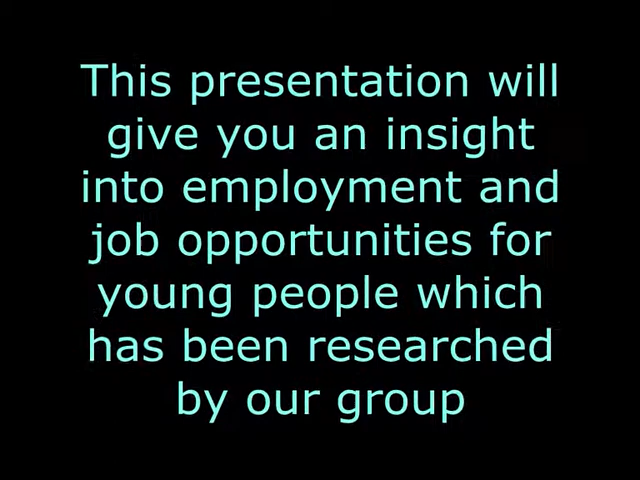 This presentation will
give you an insight
into employment and
job opportunities for
young people which
has been researched
by our group